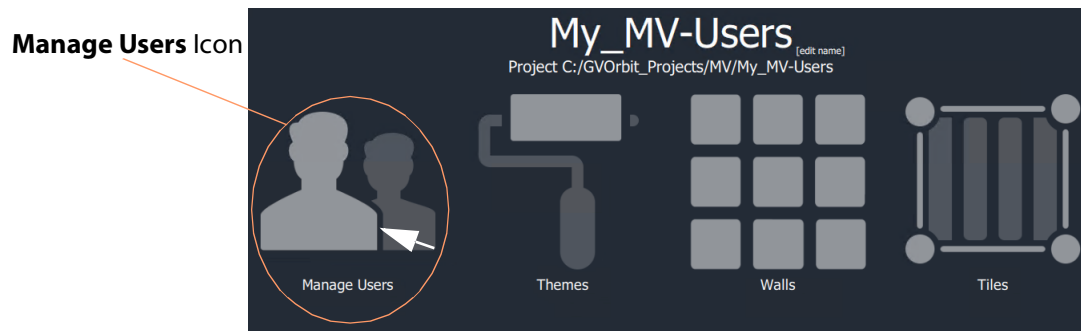 Manage Users Icon
My_MV-Users
[edit name]
Project C:/GVOrbit_Projects/MV/My_MV-Users
Manage Users
Themes
Walls
Tiles